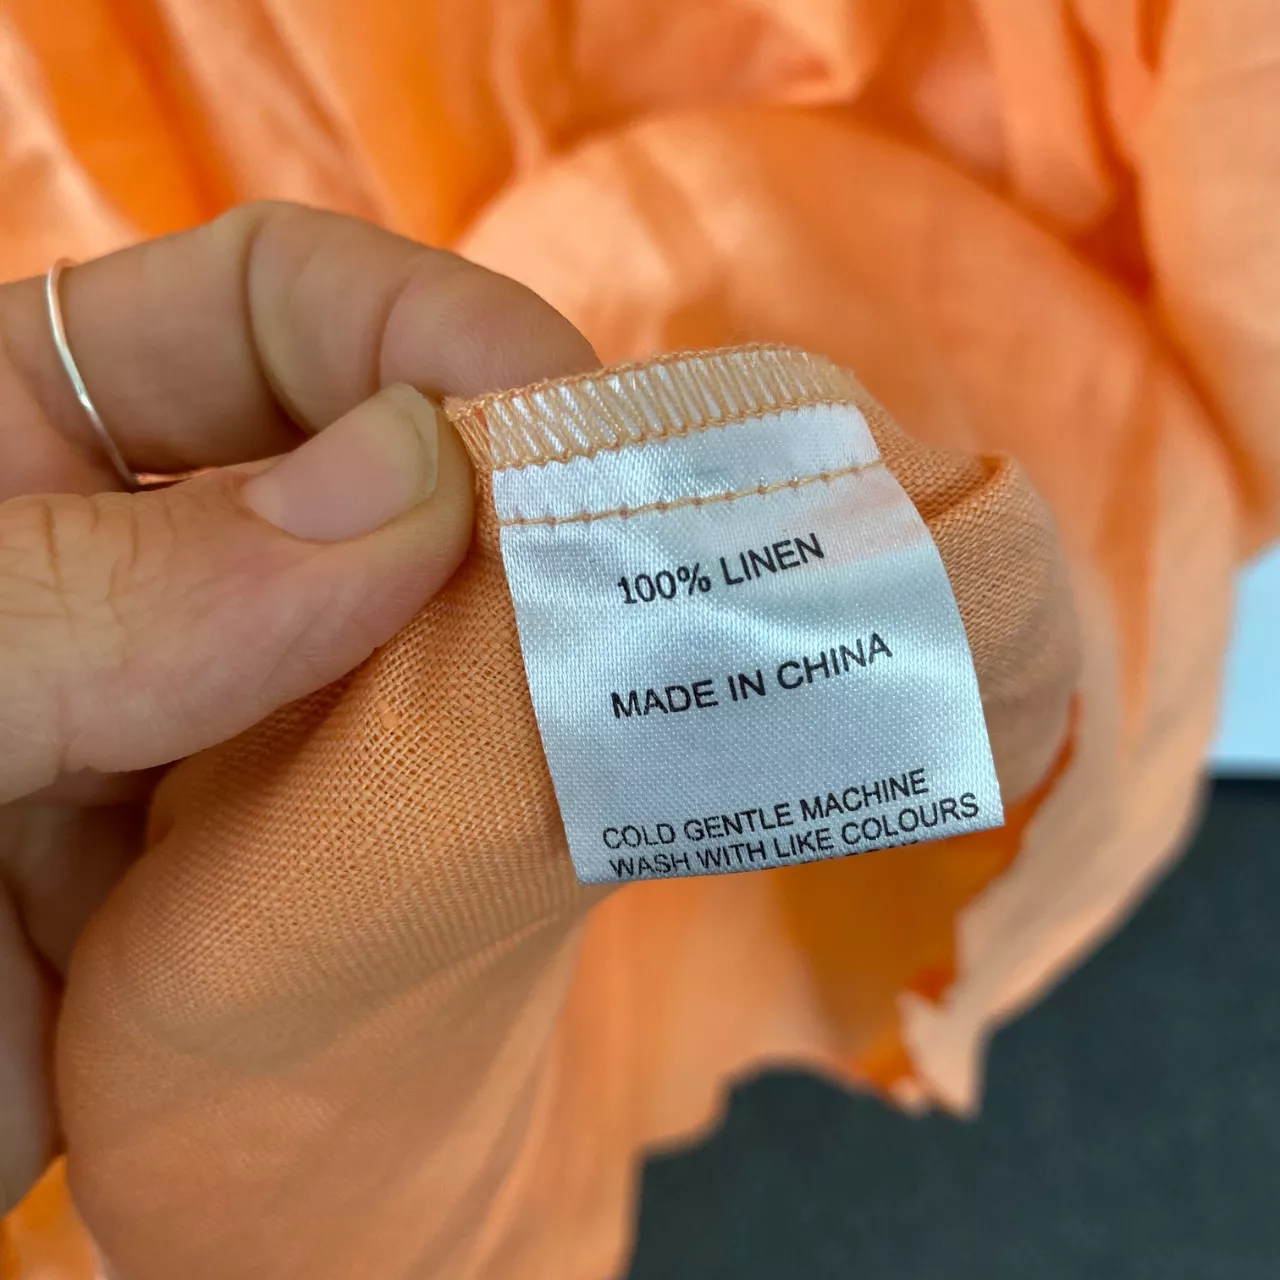 100% LINEN
MADE IN CHINA
COLD GENTLE MACHINE
WASH WITH LIKE COLOURS